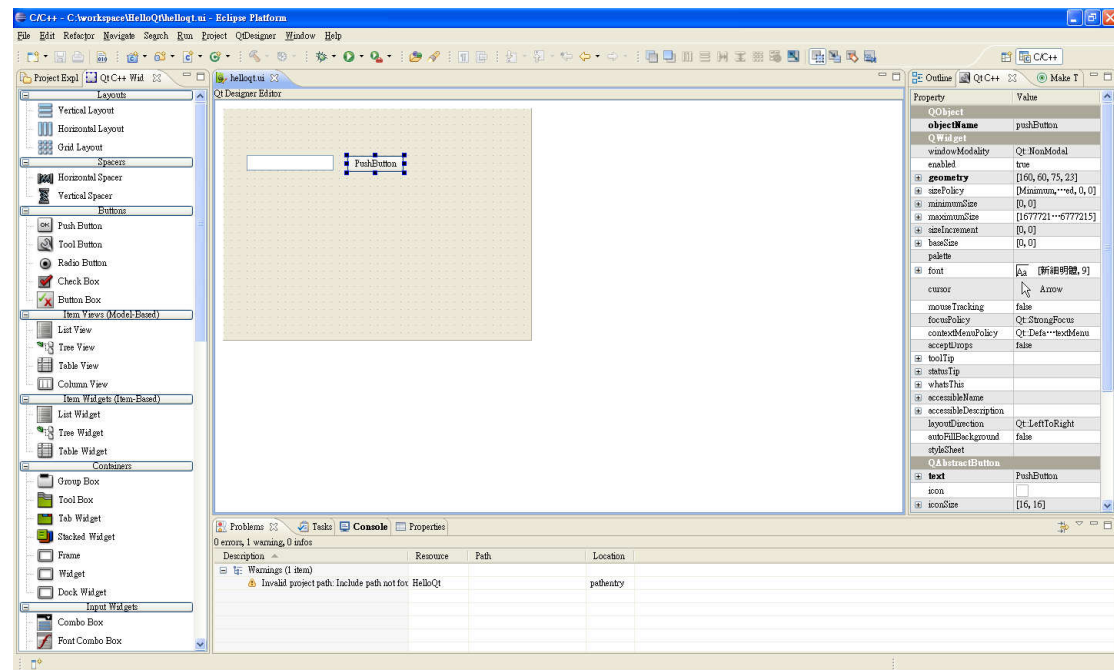 C/C++ - C:\workspace\HelloQt\helloqt.ui - Eclipse Platform
File Edit Refactor Navigate Search Run Project QtDesigner Window Help
C/C++
Project Expl Qt C++ Wid
helloqt.ui
Outline Qt C++ Make T
Layouts
Vertical Layout
Horizontal Layout
Grid Layout
Spacers
Horizontal Spacer
Vertical Spacer
Buttons
OK Push Button
Tool Button
Radio Button
Check Box
Button Box
Item Views (Model-Based)
List View
Tree View
Table View
Column View
Item Widgets (Item-Based)
List Widget
Tree Widget
Table Widget
Containers
Group Box
Tool Box
Tab Widget
Stacked Widget
Frame
Widget
Dock Widget
Input Widgets
Combo Box
Font Combo Box
Qt Designer Editor
PushButton
Property Value
QObject
objectName pushButton
QWidget
windowModality Qt::NonModal
enabled true
geometry [160, 60, 75, 23]
sizePolicy [Minimum,···ed, 0, 0]
minimumSize [0, 0]
maximumSize [1677721···6777215]
sizeIncrement [0, 0]
baseSize [0, 0]
palette
font Aa [新細明體, 9]
cursor Arrow
mouseTracking false
focusPolicy Qt::StrongFocus
contextMenuPolicy Qt::Defa···textMenu
acceptDrops false
toolTip
statusTip
whatsThis
accessibleName
accessibleDescription
layoutDirection Qt::LeftToRight
autoFillBackground false
styleSheet
QAbstractButton
text PushButton
icon
iconSize [16, 16]
Problems Tasks Console Properties
0 errors, 1 warning, 0 infos
Description Resource Path Location
Warnings (1 item)
Invalid project path: Include path not fou HelloQt pathentry